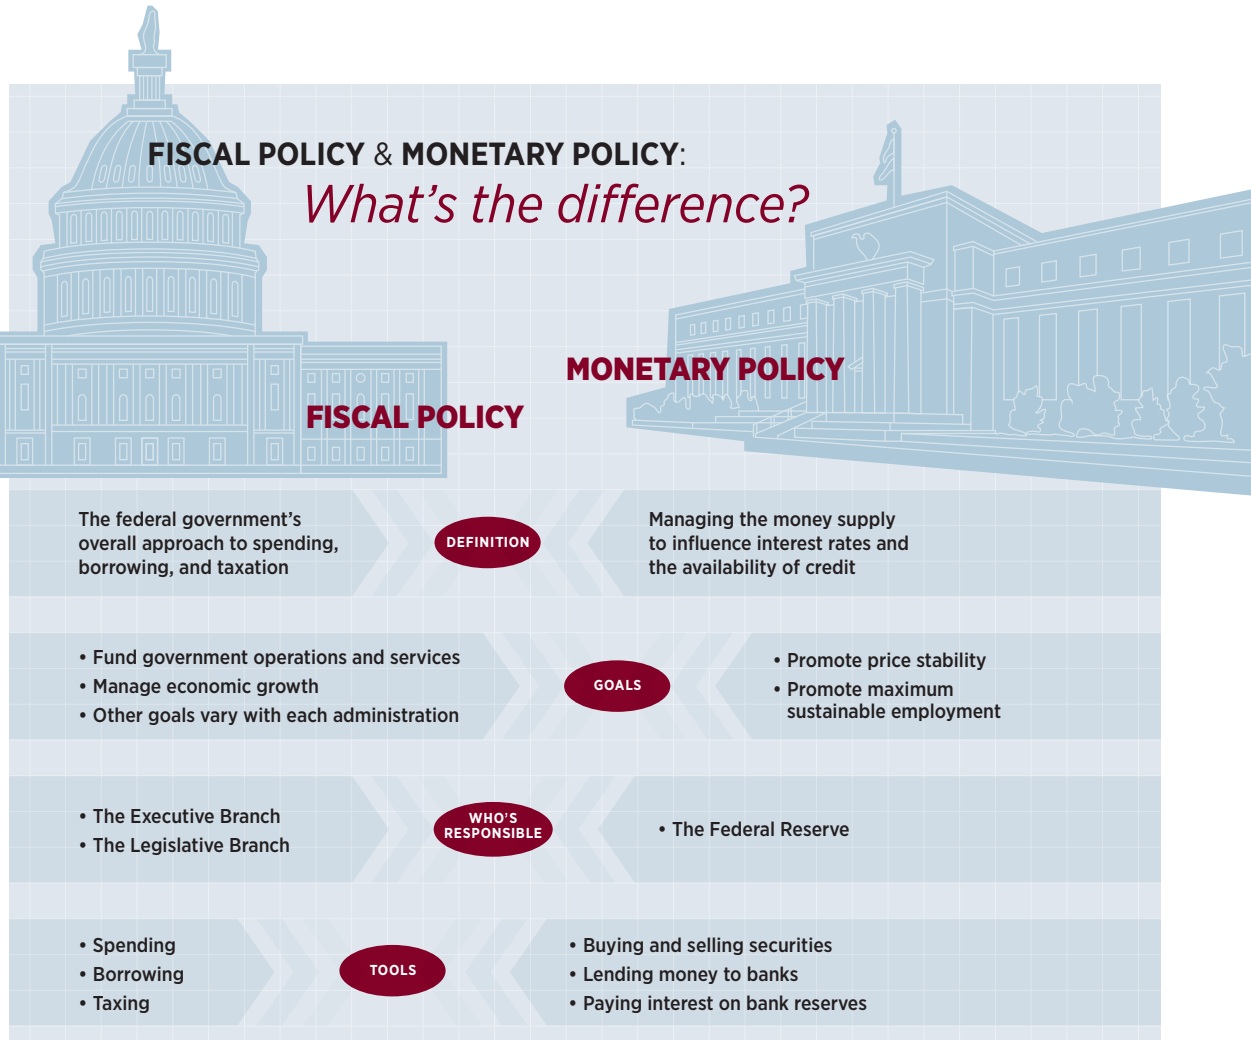 FISCAL POLICY & MONETARY POLICY:
What's the difference?
MONETARY POLICY
FISCAL POLICY
The federal government's
overall approach to spending,
borrowing, and taxation
DEFINITION
Managing the money supply
to influence interest rates and
the availability of credit
• Fund government operations and services
• Manage economic growth
• Other goals vary with each administration
GOALS
• Promote price stability
• Promote maximum
sustainable employment
• The Executive Branch
• The Legislative Branch
WHO'S
RESPONSIBLE
• The Federal Reserve
• Spending
• Borrowing
• Taxing
TOOLS
• Buying and selling securities
• Lending money to banks
• Paying interest on bank reserves